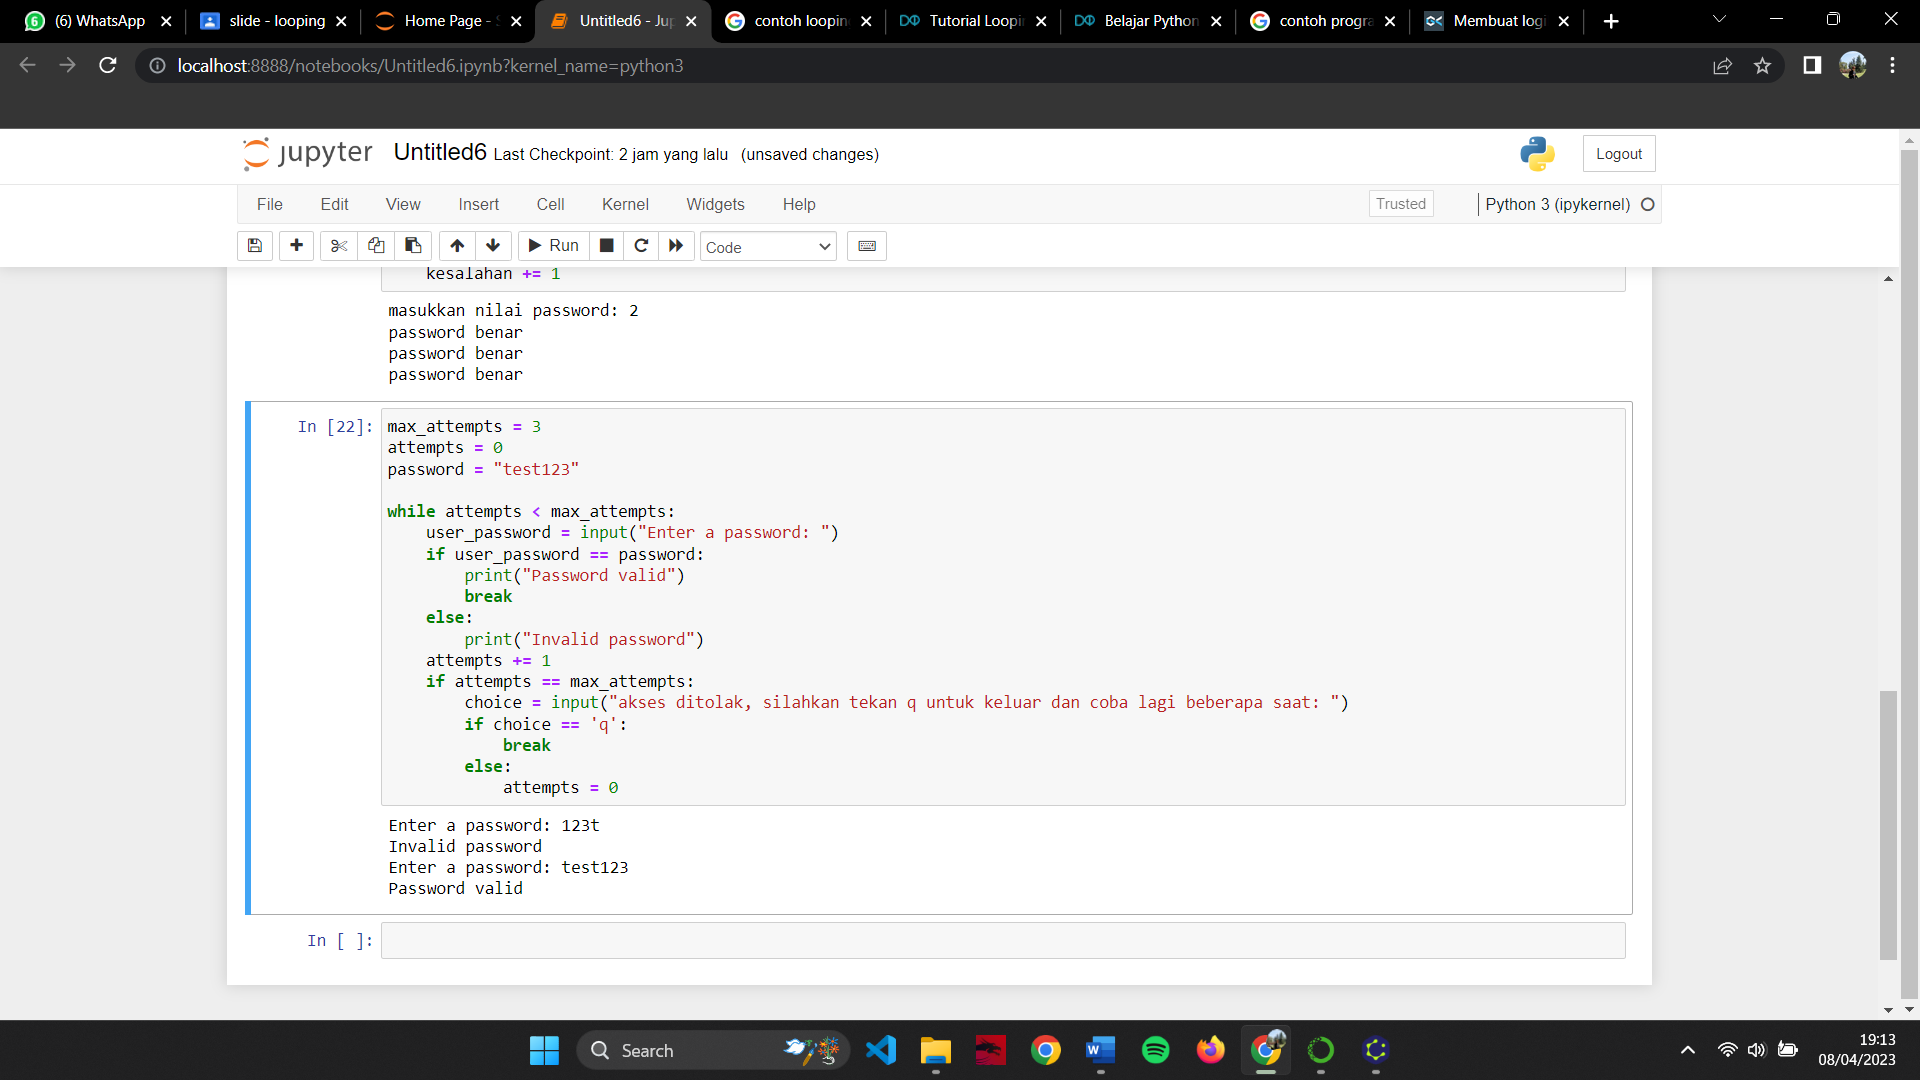 (6) WhatsApp
slide - looping
Home Page - S
Untitled6 - Jup
contoh looping
Tutorial Loopin
Belajar Python
contoh progra
Membuat logi
localhost:8888/notebooks/Untitled6.ipynb?kernel_name=python3
jupyter Untitled6 Last Checkpoint: 2 jam yang lalu (unsaved changes)
Logout
File Edit View Insert Cell Kernel Widgets Help
Trusted
Python 3 (ipykernel)
Run
Code
    kesalahan += 1
masukkan nilai password: 2
password benar
password benar
password benar
In [22]:
max_attempts = 3
attempts = 0
password = "test123"
while attempts < max_attempts:
    user_password = input("Enter a password: ")
    if user_password == password:
        print("Password valid")
        break
    else:
        print("Invalid password")
    attempts += 1
    if attempts == max_attempts:
        choice = input("akses ditolak, silahkan tekan q untuk keluar dan coba lagi beberapa saat: ")
        if choice == 'q':
            break
        else:
            attempts = 0
Enter a password: 123t
Invalid password
Enter a password: test123
Password valid
In [ ]:
Search
19:13
08/04/2023